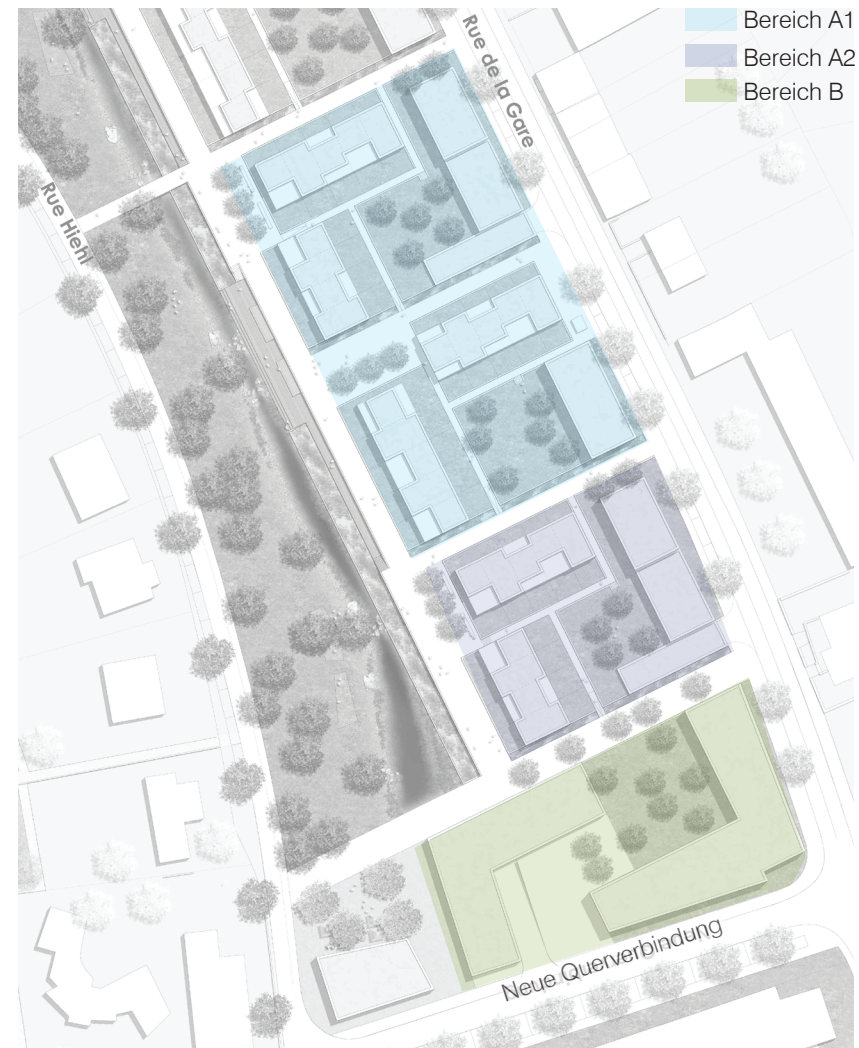 Bereich A1
Bereich A2
Bereich B
Rue de la Gare
Rue Hiehl
Neue Querverbindung